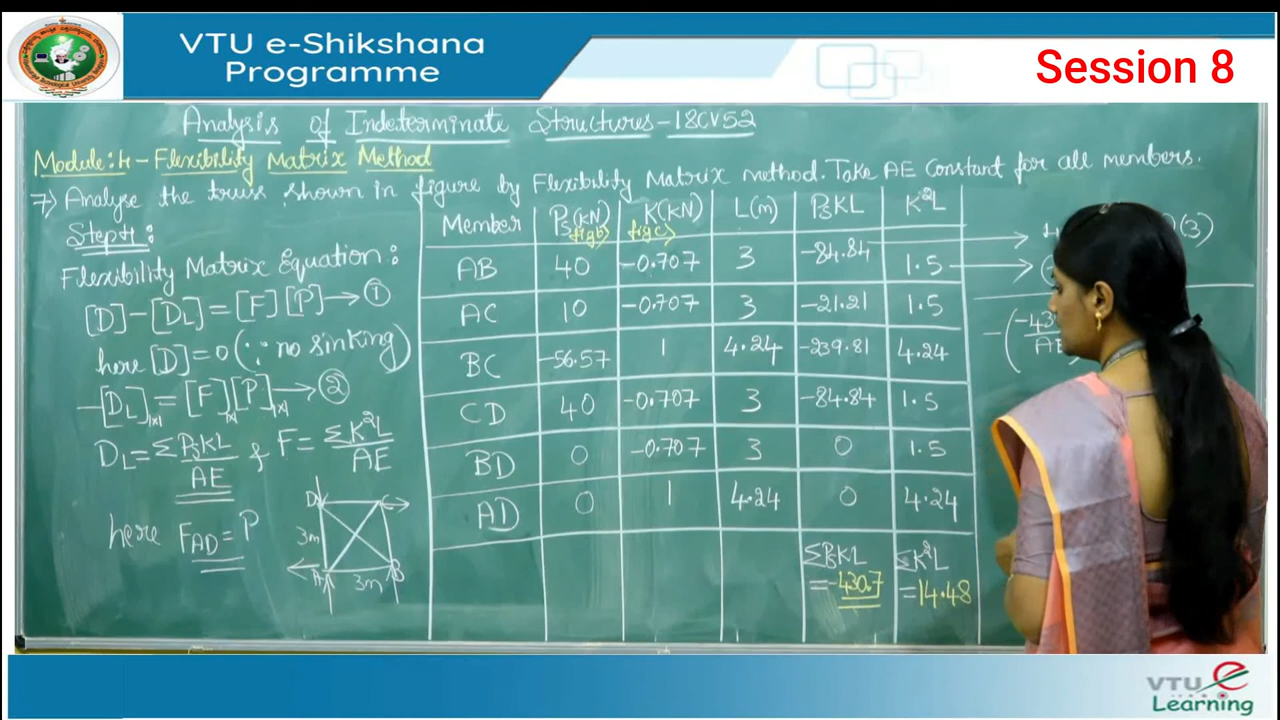 VTU e-Shikshana
Programme
Session 8
Analysis of Indeterminate Structures-18CV52
Module:4-Flexibility Matrix Method
7) Analyse the truss shown in figure by Flexibility Matrix method. Take AE Constant for all members.
Step4:
Flexibility Matrix Equation:
[D]-[DL]=[F][P]→①
here [D]=0(∵ no sinking)
-[DL]1x1=[F]1x1[P]1x1→②
DL=ΣPsKL/AE & F=ΣK²L/AE
here FAD=P
D C
3m
A B
3m
Member Ps(kN) (fig b) K(kN) (fig c) L(m) PsKL K²L
AB 40 -0.707 3 -84.84 1.5
AC 10 -0.707 3 -21.21 1.5
BC -56.57 1 4.24 -239.81 4.24
CD 40 -0.707 3 -84.84 1.5
BD 0 -0.707 3 0 1.5
AD 0 1 4.24 0 4.24
ΣPsKL ΣK²L
=-430.7 =14.48
(3)
VTU e
Learning